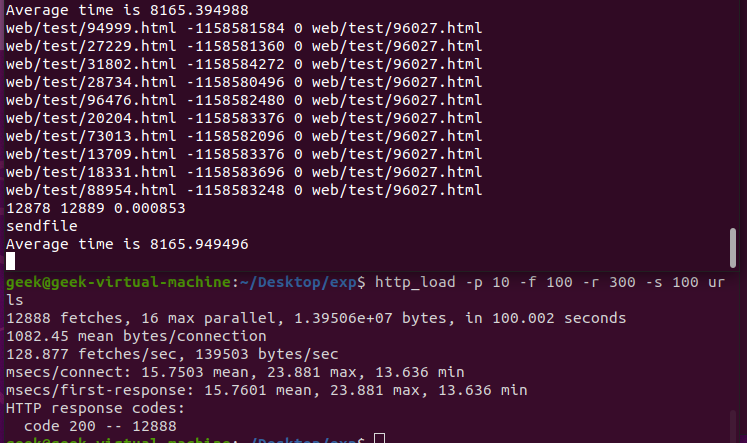 Average time is 8165.394988
web/test/94999.html -1158581584 0 web/test/96027.html
web/test/27229.html -1158581360 0 web/test/96027.html
web/test/31802.html -1158584272 0 web/test/96027.html
web/test/28734.html -1158580496 0 web/test/96027.html
web/test/96476.html -1158582480 0 web/test/96027.html
web/test/20204.html -1158583376 0 web/test/96027.html
web/test/73013.html -1158582096 0 web/test/96027.html
web/test/13709.html -1158583376 0 web/test/96027.html
web/test/18331.html -1158583696 0 web/test/96027.html
web/test/88954.html -1158583248 0 web/test/96027.html
12878 12889 0.000853
sendfile
Average time is 8165.949496
geek@geek-virtual-machine:~/Desktop/exp$ http_load -p 10 -f 100 -r 300 -s 100 ur
ls
12888 fetches, 16 max parallel, 1.39506e+07 bytes, in 100.002 seconds
1082.45 mean bytes/connection
128.877 fetches/sec, 139503 bytes/sec
msecs/connect: 15.7503 mean, 23.881 max, 13.636 min
msecs/first-response: 15.7601 mean, 23.881 max, 13.636 min
HTTP response codes:
  code 200 -- 12888
geek@geek-virtual-machine:~/Desktop/exp$